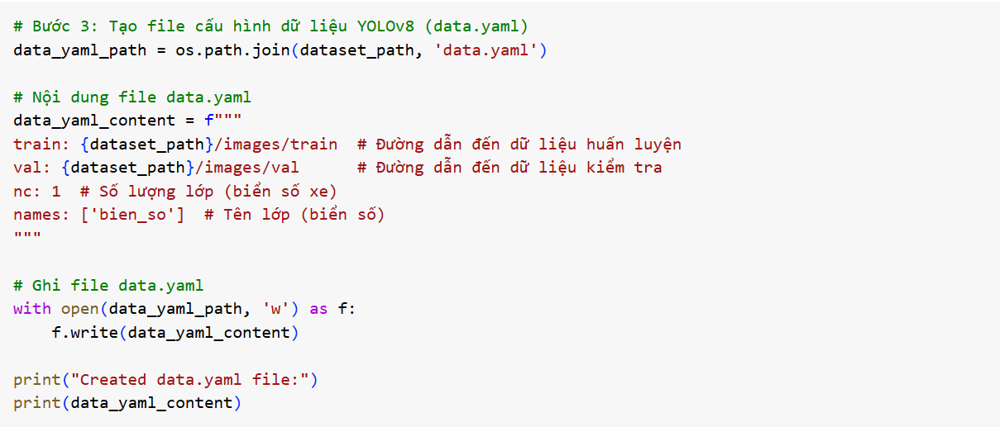 # Bước 3: Tạo file cấu hình dữ liệu YOLOv8 (data.yaml)
data_yaml_path = os.path.join(dataset_path, 'data.yaml')
# Nội dung file data.yaml
data_yaml_content = f"""
train: {dataset_path}/images/train  # Đường dẫn đến dữ liệu huấn luyện
val: {dataset_path}/images/val      # Đường dẫn đến dữ liệu kiểm tra
nc: 1  # Số lượng lớp (biển số xe)
names: ['bien_so']  # Tên lớp (biển số)
"""
# Ghi file data.yaml
with open(data_yaml_path, 'w') as f:
    f.write(data_yaml_content)
print("Created data.yaml file:")
print(data_yaml_content)